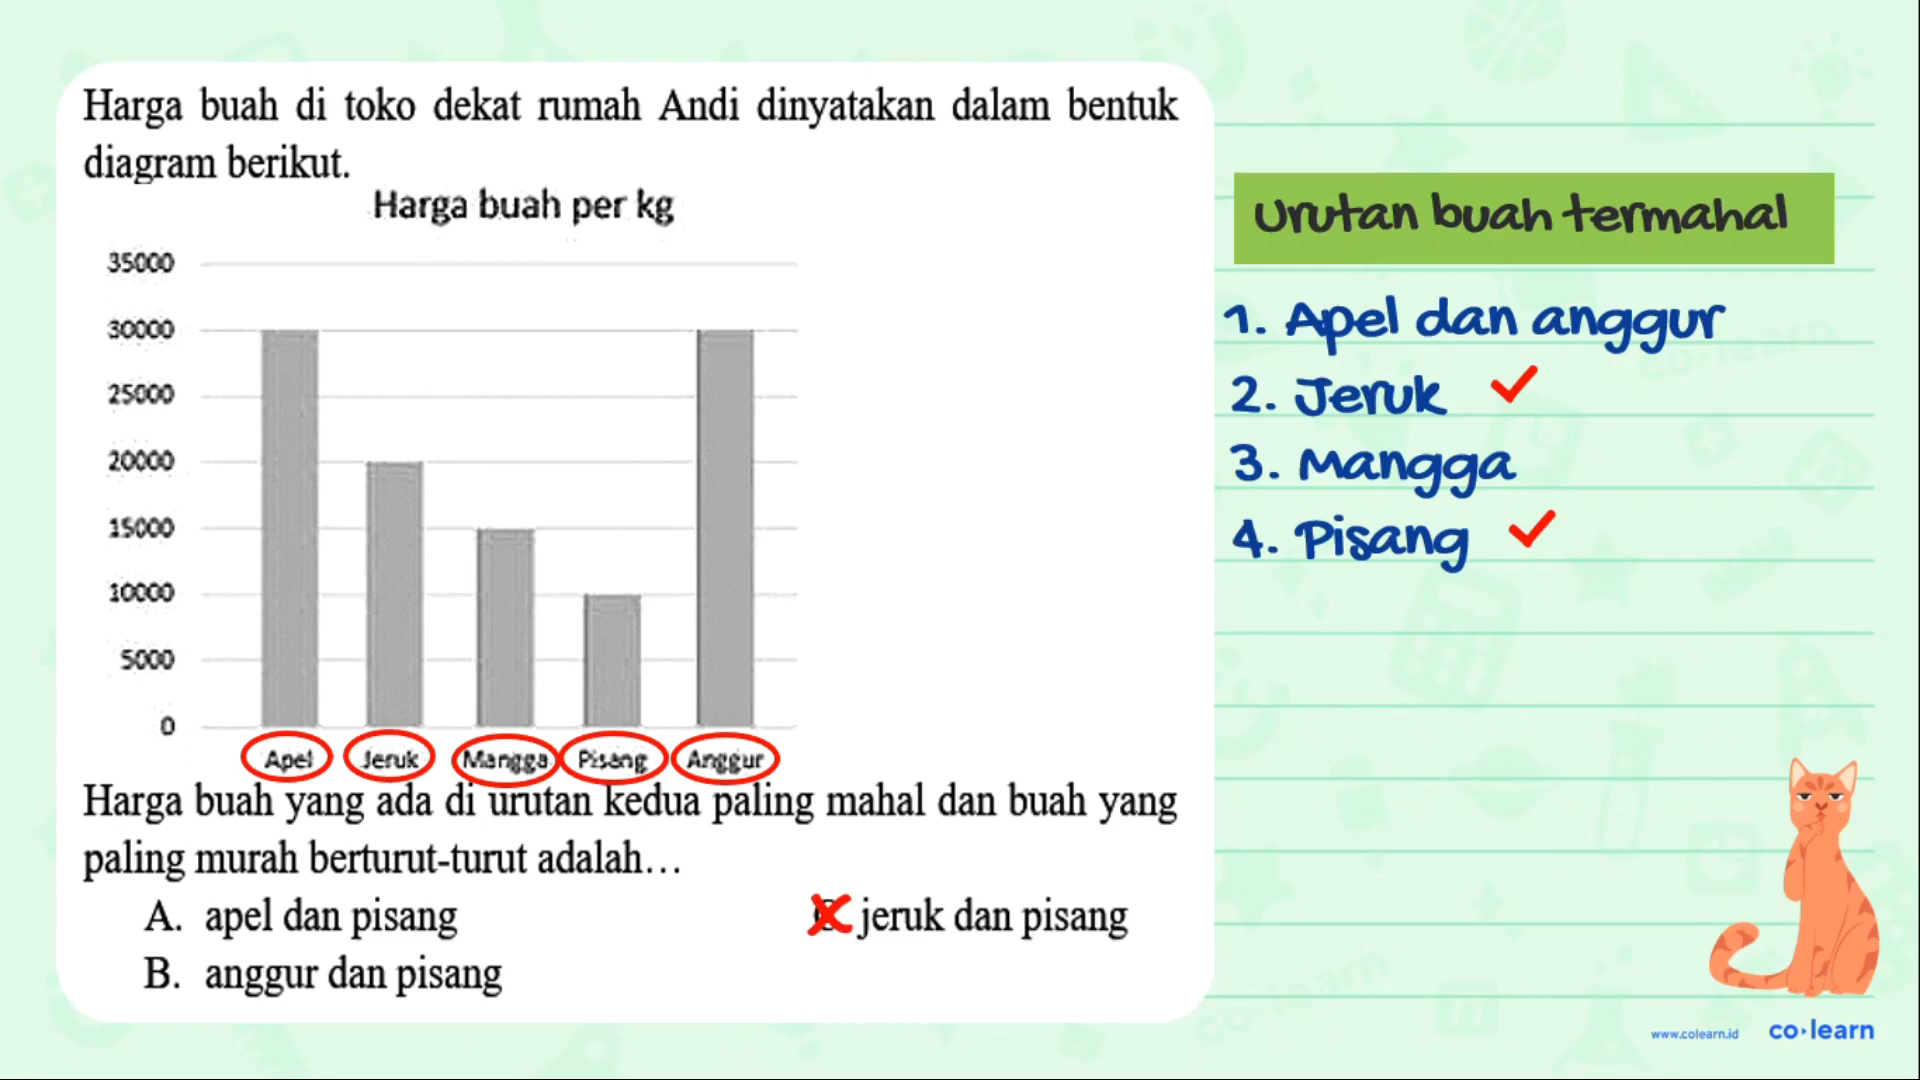 Harga buah di toko dekat rumah Andi dinyatakan dalam bentuk
diagram berikut.
Harga buah per kg
35000
30000
25000
20000
15000
10000
5000
0
Apel Jeruk Mangga Pisang Anggur
Harga buah yang ada di urutan kedua paling mahal dan buah yang
paling murah berturut-turut adalah...
A. apel dan pisang
B. anggur dan pisang
C. jeruk dan pisang
Urutan buah termahal
1. Apel dan anggur
2. Jeruk
3. Mangga
4. Pisang
www.colearn.id co learn